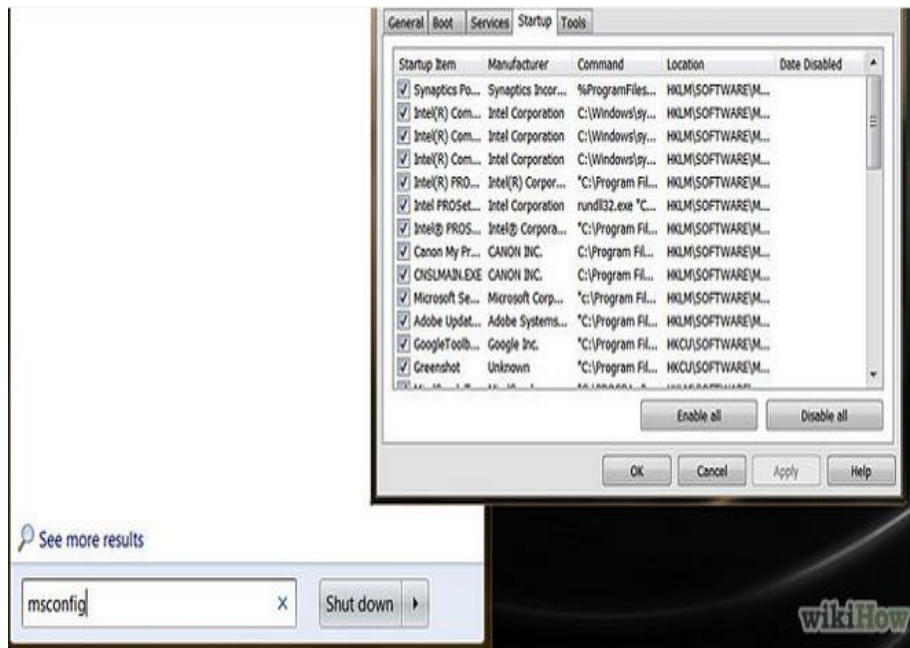 General Boot Services Startup Tools
Startup Item Manufacturer Command Location Date Disabled
Synaptics Po... Synaptics Incor... %ProgramFiles... HKLM\SOFTWARE\M...
Intel(R) Com... Intel Corporation C:\Windows\sy... HKLM\SOFTWARE\M...
Intel(R) Com... Intel Corporation C:\Windows\sy... HKLM\SOFTWARE\M...
Intel(R) Com... Intel Corporation C:\Windows\sy... HKLM\SOFTWARE\M...
Intel(R) PRO... Intel(R) Corpor... "C:\Program Fil... HKLM\SOFTWARE\M...
Intel PROSet... Intel Corporation rundll32.exe "C... HKLM\SOFTWARE\M...
Intel® PROS... Intel® Corpora... "C:\Program Fil... HKLM\SOFTWARE\M...
Canon My Pr... CANON INC. C:\Program Fil... HKLM\SOFTWARE\M...
CNSLMAIN.EXE CANON INC. C:\Program Fil... HKLM\SOFTWARE\M...
Microsoft Se... Microsoft Corp... "c:\Program Fil... HKLM\SOFTWARE\M...
Adobe Updat... Adobe Systems... "C:\Program Fil... HKLM\SOFTWARE\M...
GoogleToolb... Google Inc. "C:\Program Fil... HKCU\SOFTWARE\M...
Greenshot Unknown "C:\Program Fil... HKCU\SOFTWARE\M...
Enable all Disable all
OK Cancel Apply Help
See more results
msconfig Shut down
wikiHow